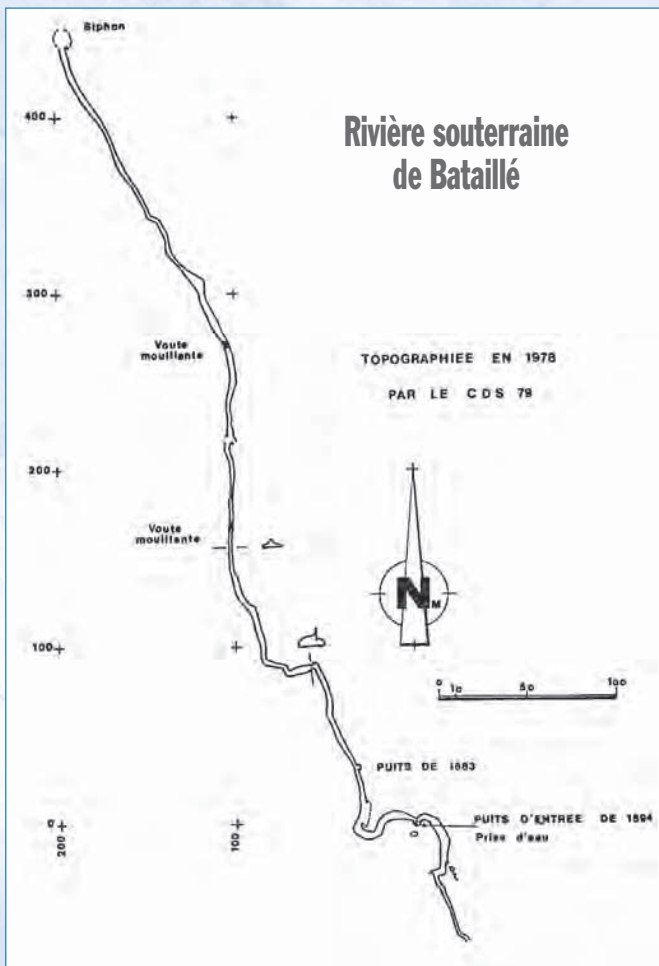 Siphon
400
Rivière souterraine
de Bataillé
300
Voute
mouillante
TOPOGRAPHIEE EN 1978
PAR LE CDS 79
200
Voute
mouillante
N M
100
0 10 50 100
PUITS DE 1883
0
PUITS D'ENTREE DE 1894
Prise d'eau
200
100